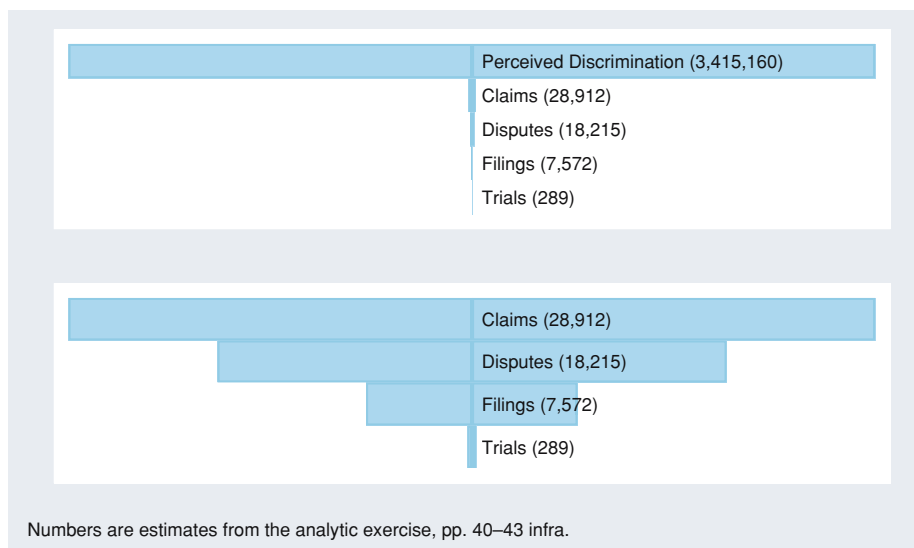 Perceived Discrimination (3,415,160)
Claims (28,912)
Disputes (18,215)
Filings (7,572)
Trials (289)
Claims (28,912)
Disputes (18,215)
Filings (7,572)
Trials (289)
Numbers are estimates from the analytic exercise, pp. 40–43 infra.